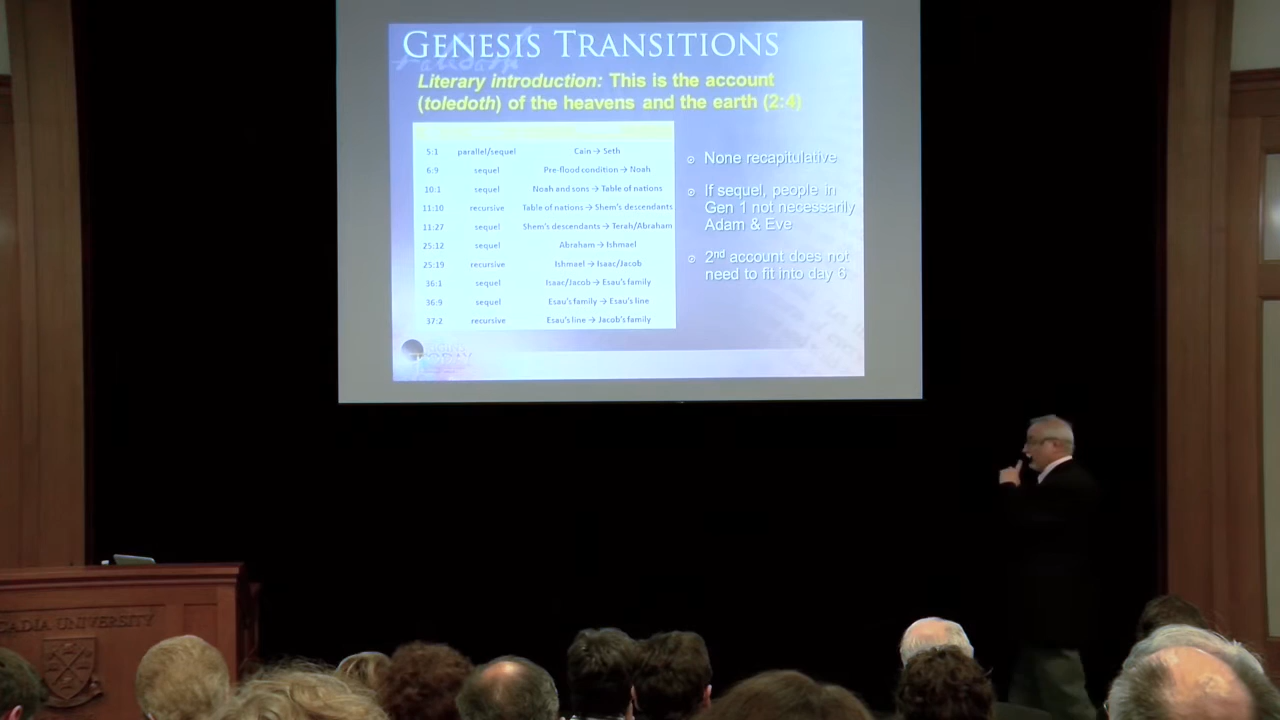 GENESIS TRANSITIONS
Literary introduction: This is the account
(toledoth) of the heavens and the earth (2:4)
5:1 parallel/sequel Cain → Seth
6:9 sequel Pre-flood condition → Noah
10:1 sequel Noah and sons → Table of nations
11:10 recursive Table of nations → Shem's descendants
11:27 sequel Shem's descendants → Terah/Abraham
25:12 sequel Abraham → Ishmael
25:19 recursive Ishmael → Isaac/Jacob
36:1 sequel Isaac/Jacob → Esau's family
36:9 sequel Esau's family → Esau's line
37:2 recursive Esau's line → Jacob's family
None recapitulative
If sequel, people in
Gen 1 not necessarily
Adam & Eve
2nd account does not
need to fit into day 6
TODAY
CADIA UNIVERSITY